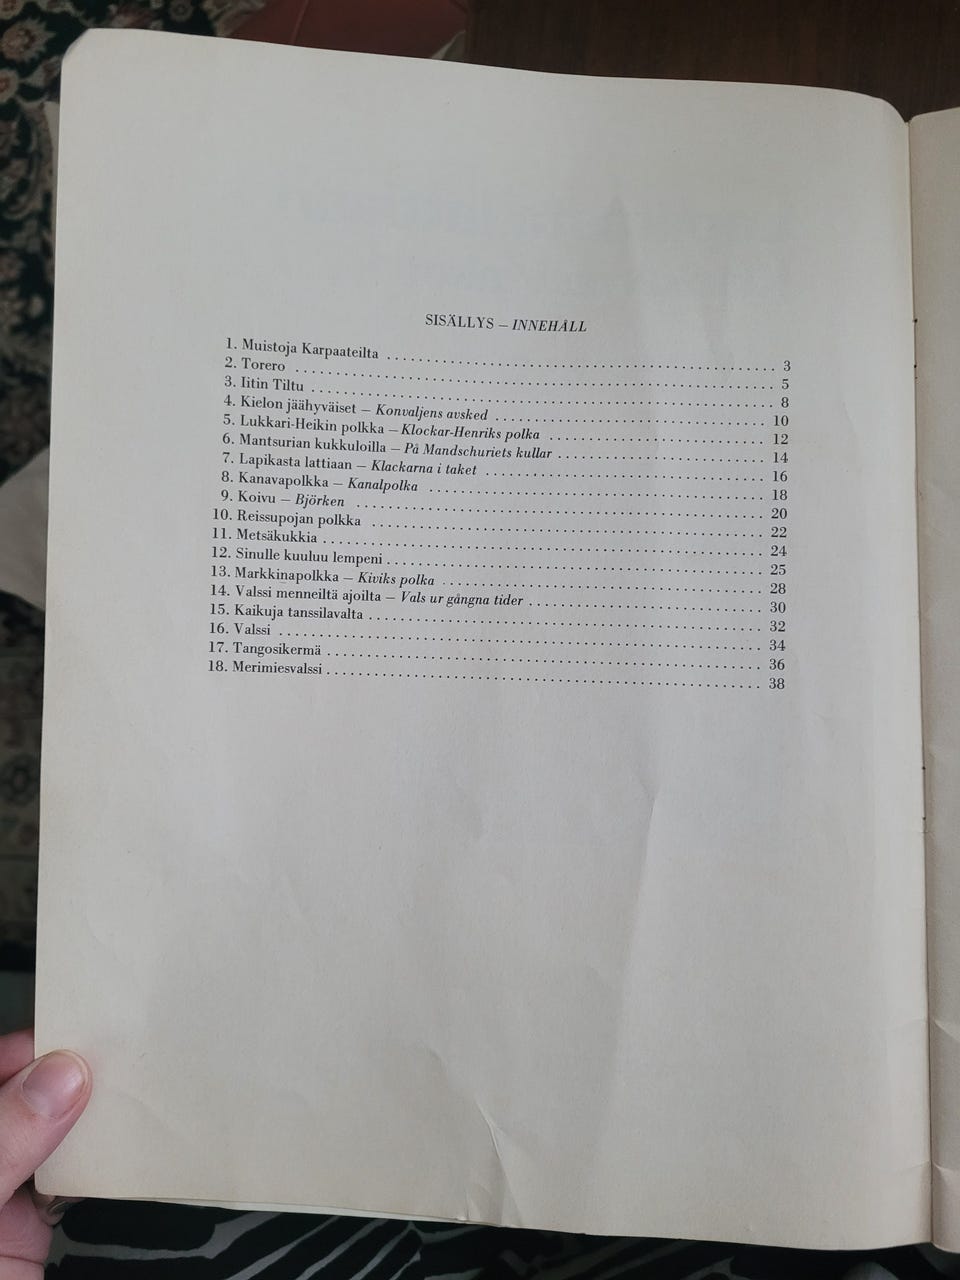 SISÄLLYS – INNEHÅLL
1. Muistoja Karpaateilta . . . . . . . . . . . . . . . . . . . . . . . . . . . . . . 3
2. Torero . . . . . . . . . . . . . . . . . . . . . . . . . . . . . . 5
3. Iitin Tiltu . . . . . . . . . . . . . . . . . . . . . . . . . . . . . . 8
4. Kielon jäähyväiset – Konvaljens avsked . . . . . . . . . . . . . . . . . . . . 10
5. Lukkari-Heikin polkka – Klockar-Henriks polka . . . . . . . . . . . . . . . . . . . . 12
6. Mantsurian kukkuloilla – På Mandschuriets kullar . . . . . . . . . . . . . . . . . . . . 14
7. Lapikasta lattiaan – Klackarna i taket . . . . . . . . . . . . . . . . . . . . 16
8. Kanavapolkka – Kanalpolka . . . . . . . . . . . . . . . . . . . . 18
9. Koivu – Björken . . . . . . . . . . . . . . . . . . . . 20
10. Reissupojan polkka . . . . . . . . . . . . . . . . . . . . 22
11. Metsäkukkia . . . . . . . . . . . . . . . . . . . . 24
12. Sinulle kuuluu lempeni . . . . . . . . . . . . . . . . . . . . 25
13. Markkinapolkka – Kiviks polka . . . . . . . . . . . . . . . . . . . . 28
14. Valssi menneiltä ajoilta – Vals ur gångna tider . . . . . . . . . . . . . . . . . . . . 30
15. Kaikuja tanssilavalta . . . . . . . . . . . . . . . . . . . . 32
16. Valssi . . . . . . . . . . . . . . . . . . . . 34
17. Tangosikermä . . . . . . . . . . . . . . . . . . . . 36
18. Merimiesvalssi . . . . . . . . . . . . . . . . . . . . 38